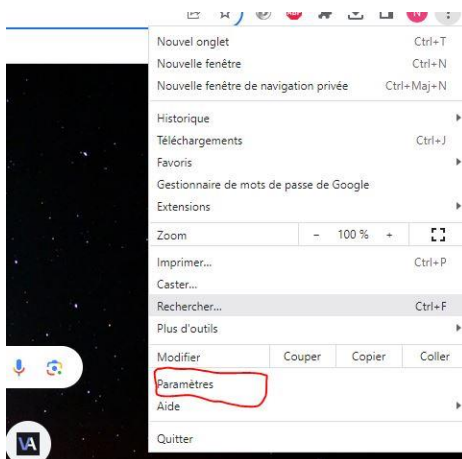 ABP
N
Nouvel onglet Ctrl+T
Nouvelle fenêtre Ctrl+N
Nouvelle fenêtre de navigation privée Ctrl+Maj+N
Historique
Téléchargements Ctrl+J
Favoris
Gestionnaire de mots de passe de Google
Extensions
Zoom - 100 % +
Imprimer... Ctrl+P
Caster...
Rechercher... Ctrl+F
Plus d'outils
Modifier Couper Copier Coller
Paramètres
Aide
Quitter
VA